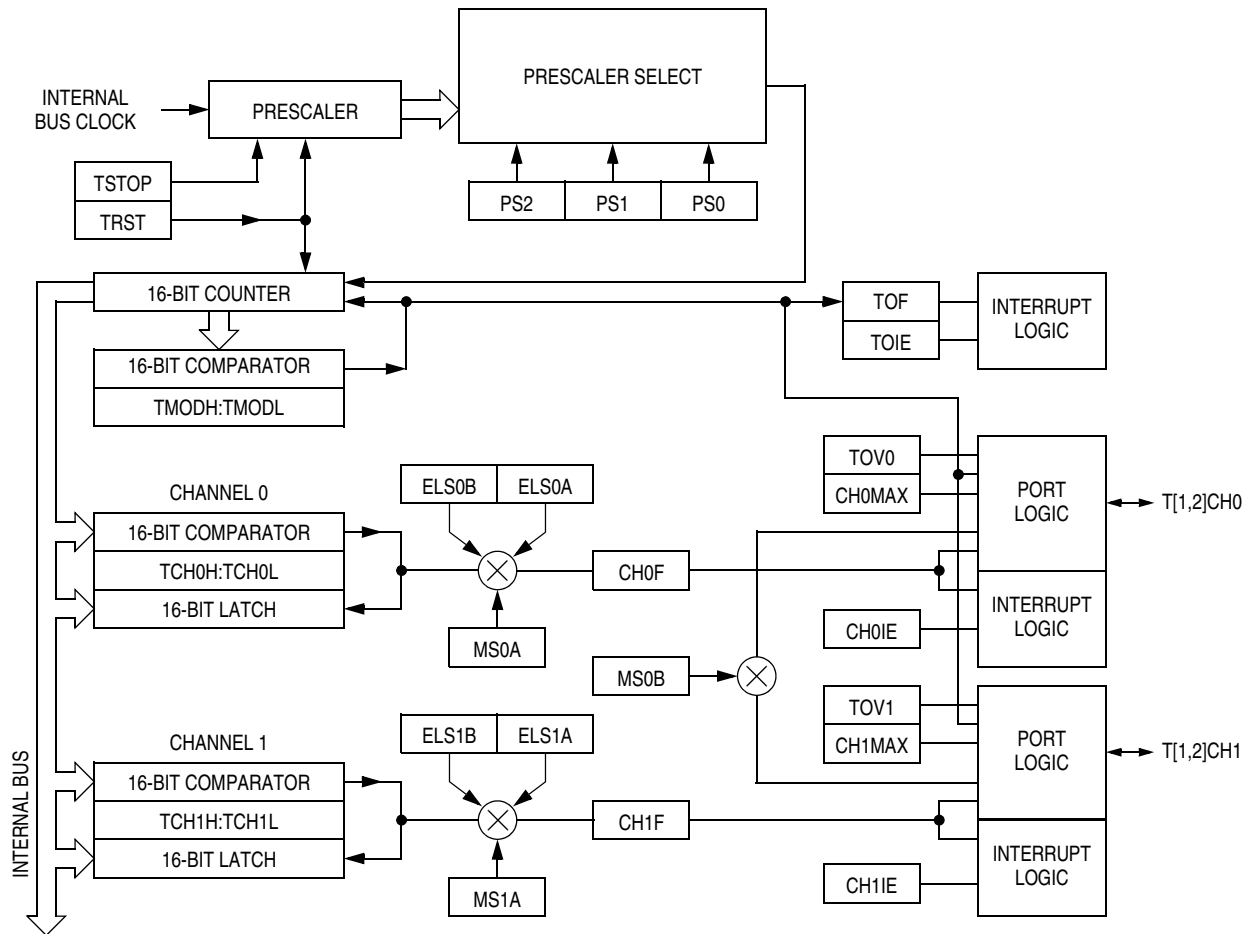 PRESCALER SELECT
INTERNAL
BUS CLOCK
PRESCALER
TSTOP
TRST
PS2
PS1
PS0
16-BIT COUNTER
TOF
TOIE
INTERRUPT
LOGIC
16-BIT COMPARATOR
TMODH:TMODL
CHANNEL 0
ELS0B
ELS0A
TOV0
CH0MAX
PORT
LOGIC
T[1,2]CH0
16-BIT COMPARATOR
TCH0H:TCH0L
16-BIT LATCH
CH0F
MS0A
CH0IE
INTERRUPT
LOGIC
MS0B
CHANNEL 1
ELS1B
ELS1A
TOV1
CH1MAX
PORT
LOGIC
T[1,2]CH1
16-BIT COMPARATOR
TCH1H:TCH1L
16-BIT LATCH
CH1F
MS1A
CH1IE
INTERRUPT
LOGIC
INTERNAL BUS